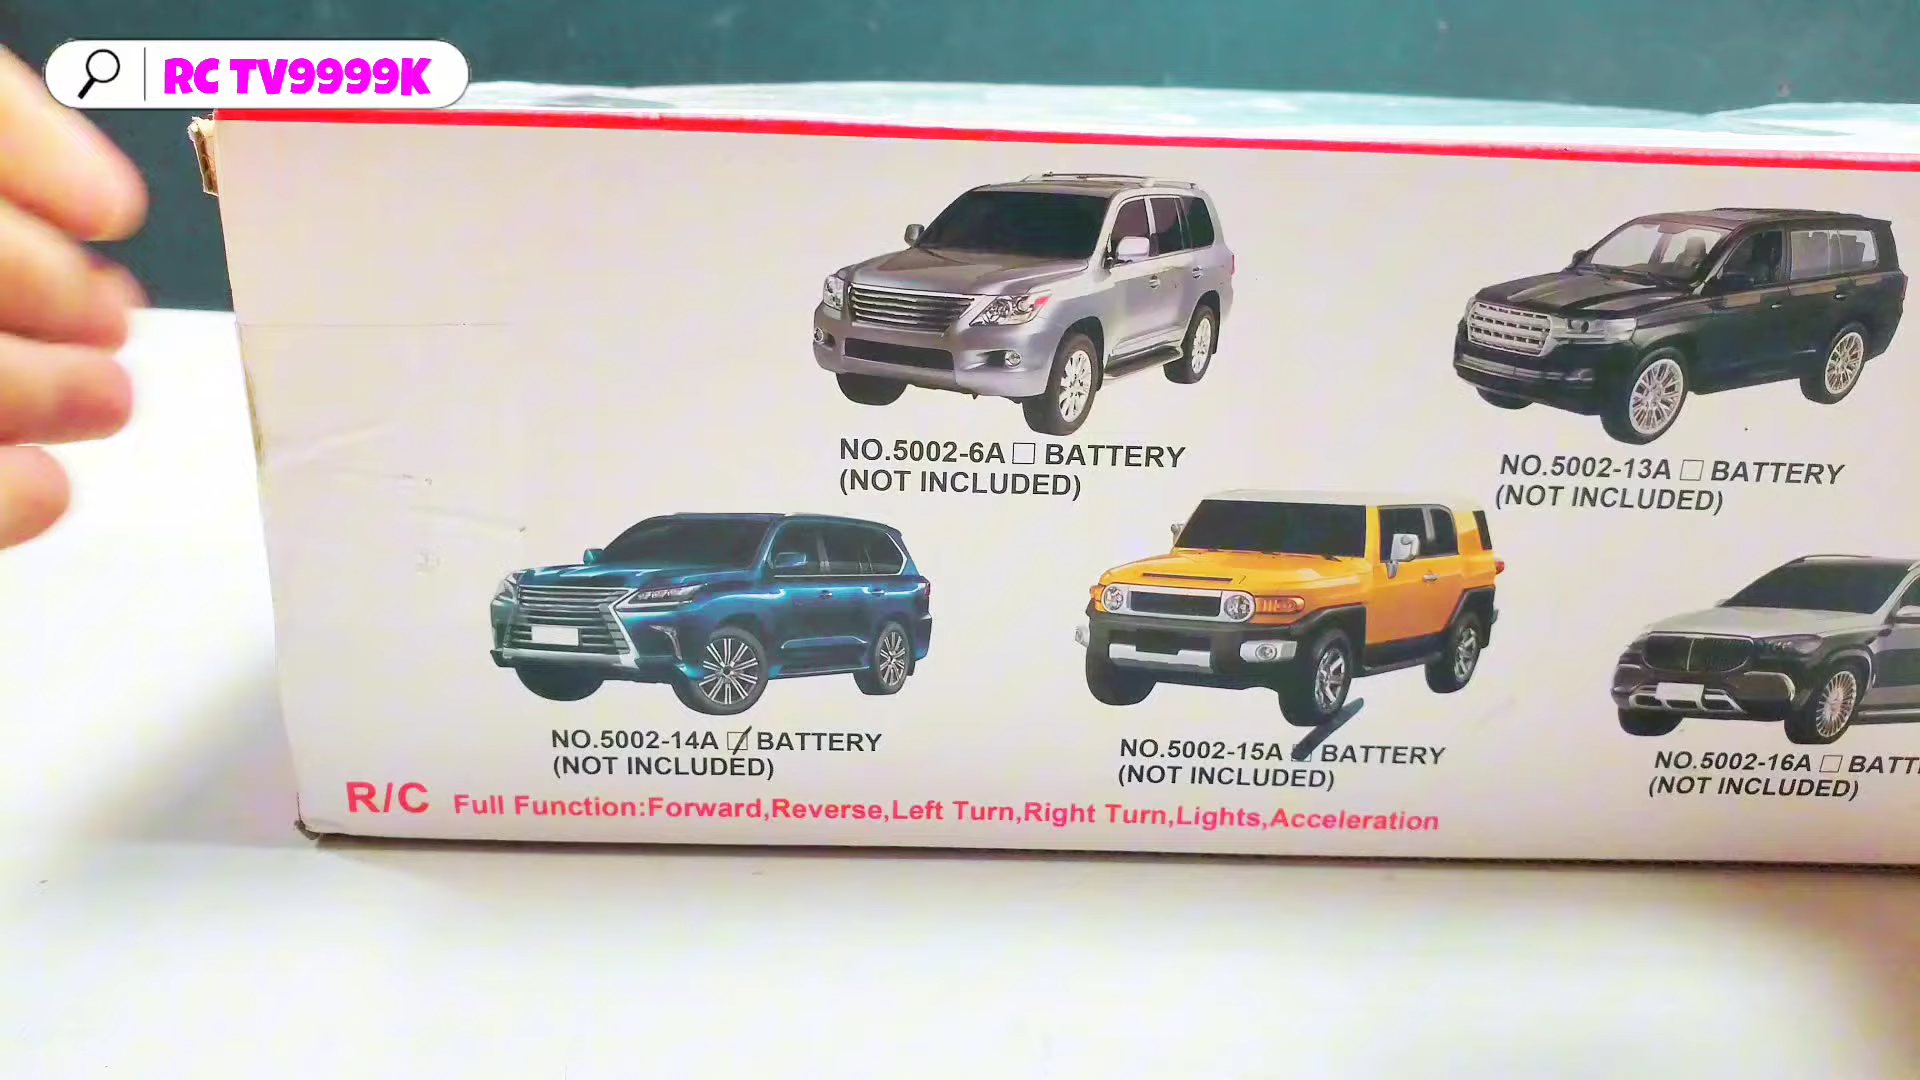 RC TV9999K
NO.5002-6A BATTERY
(NOT INCLUDED)
NO.5002-13A BATTERY
(NOT INCLUDED)
NO.5002-14A BATTERY
(NOT INCLUDED)
NO.5002-15A BATTERY
(NOT INCLUDED)
NO.5002-16A BATT
(NOT INCLUDED)
R/C Full Function:Forward,Reverse,Left Turn,Right Turn,Lights,Acceleration